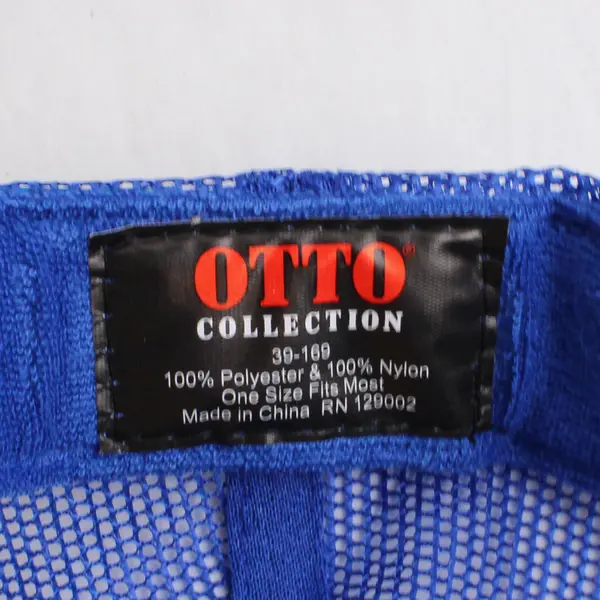 OTTO®
COLLECTION
39-169
100% Polyester & 100% Nylon
One Size Fits Most
Made in China RN 129002